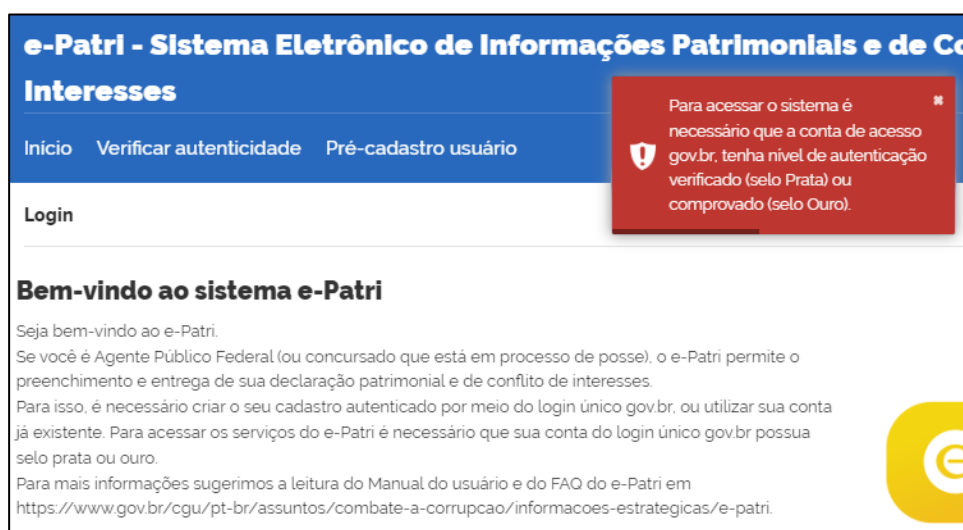 e-Patri - Sistema Eletrônico de Informações Patrimoniais e de
Interesses
Início Verificar autenticidade Pré-cadastro usuário
Para acessar o sistema é
necessário que a conta de acesso
gov.br, tenha nível de autenticação
verificado (selo Prata) ou
comprovado (selo Ouro).
Login
Bem-vindo ao sistema e-Patri
Seja bem-vindo ao e-Patri.
Se você é Agente Público Federal (ou concursado que está em processo de posse), o e-Patri permite o
preenchimento e entrega de sua declaração patrimonial e de conflito de interesses.
Para isso, é necessário criar o seu cadastro autenticado por meio do login único gov.br, ou utilizar sua conta
já existente. Para acessar os serviços do e-Patri é necessário que sua conta do login único gov.br possua
selo prata ou ouro.
Para mais informações sugerimos a leitura do Manual do usuário e do FAQ do e-Patri em
https://www.gov.br/cgu/pt-br/assuntos/combate-a-corrupcao/informacoes-estrategicas/e-patri.